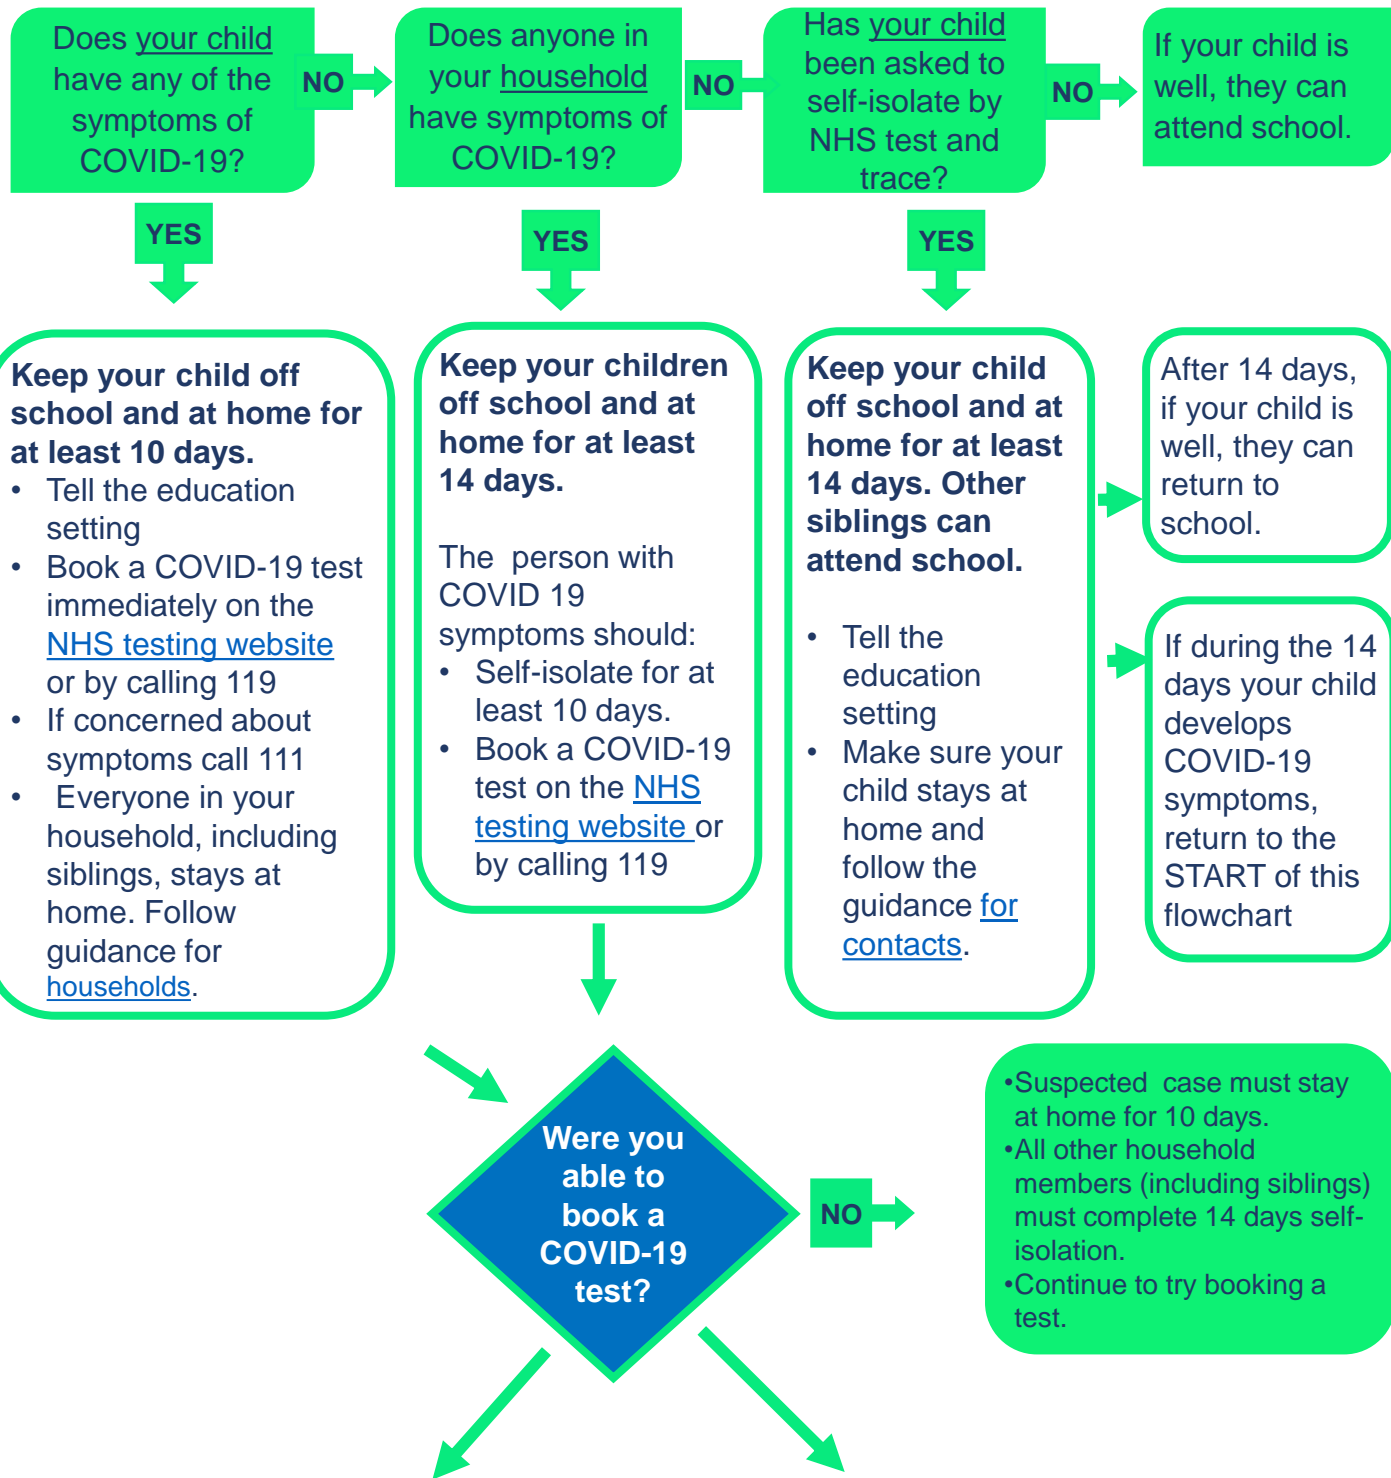 Does your child
have any of the
symptoms of
COVID-19?
NO
Does anyone in
your household
have symptoms of
COVID-19?
NO
Has your child
been asked to
self-isolate by
NHS test and
trace?
NO
If your child is
well, they can
attend school.
YES
YES
YES
Keep your child off
school and at home for
at least 10 days.
• Tell the education
setting
• Book a COVID-19 test
immediately on the
NHS testing website
or by calling 119
• If concerned about
symptoms call 111
• Everyone in your
household, including
siblings, stays at
home. Follow
guidance for
households.
Keep your children
off school and at
home for at least
14 days.
The person with
COVID 19
symptoms should:
• Self-isolate for at
least 10 days.
• Book a COVID-19
test on the NHS
testing website or
by calling 119
Keep your child
off school and at
home for at least
14 days. Other
siblings can
attend school.
• Tell the
education
setting
• Make sure your
child stays at
home and
follow the
guidance for
contacts.
After 14 days,
if your child is
well, they can
return to
school.
If during the 14
days your child
develops
COVID-19
symptoms,
return to the
START of this
flowchart
Were you
able to
book a
COVID-19
test?
NO
•Suspected case must stay
at home for 10 days.
•All other household
members (including siblings)
must complete 14 days self-
isolation.
•Continue to try booking a
test.